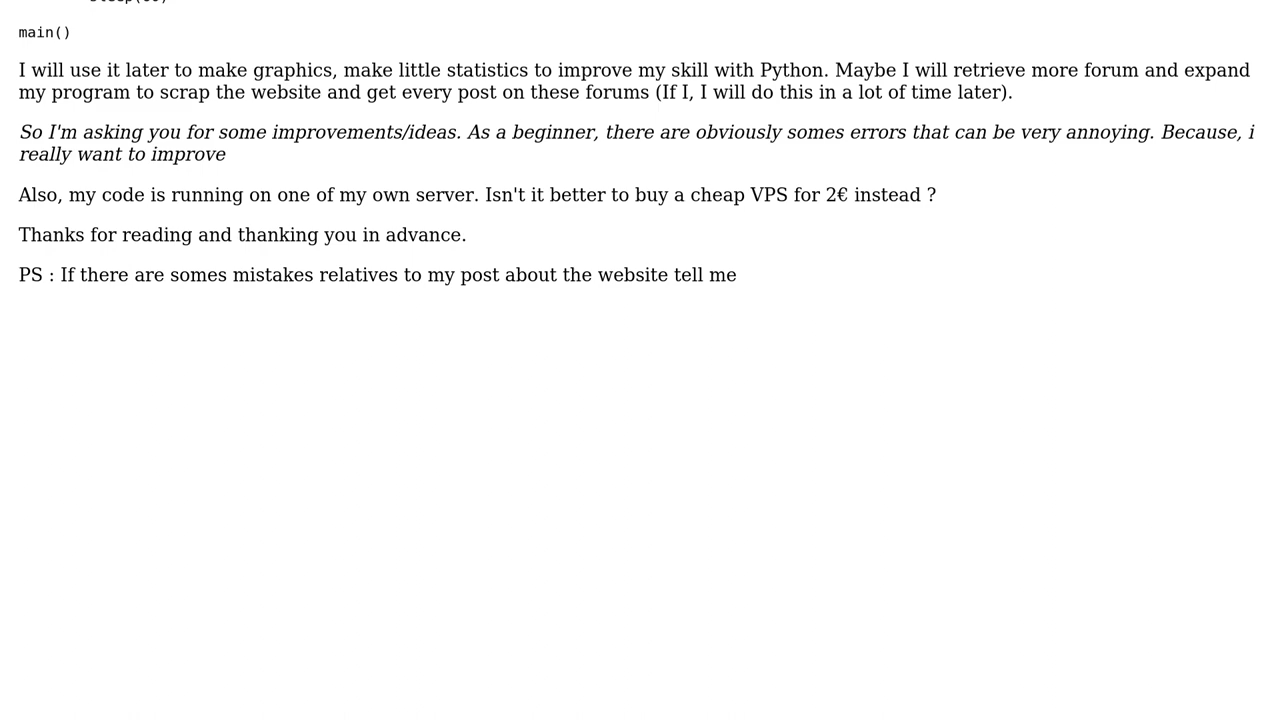 main()
I will use it later to make graphics, make little statistics to improve my skill with Python. Maybe I will retrieve more forum and expand
my program to scrap the website and get every post on these forums (If I, I will do this in a lot of time later).
So I'm asking you for some improvements/ideas. As a beginner, there are obviously somes errors that can be very annoying. Because, i
really want to improve
Also, my code is running on one of my own server. Isn't it better to buy a cheap VPS for 2€ instead ?
Thanks for reading and thanking you in advance.
PS : If there are somes mistakes relatives to my post about the website tell me